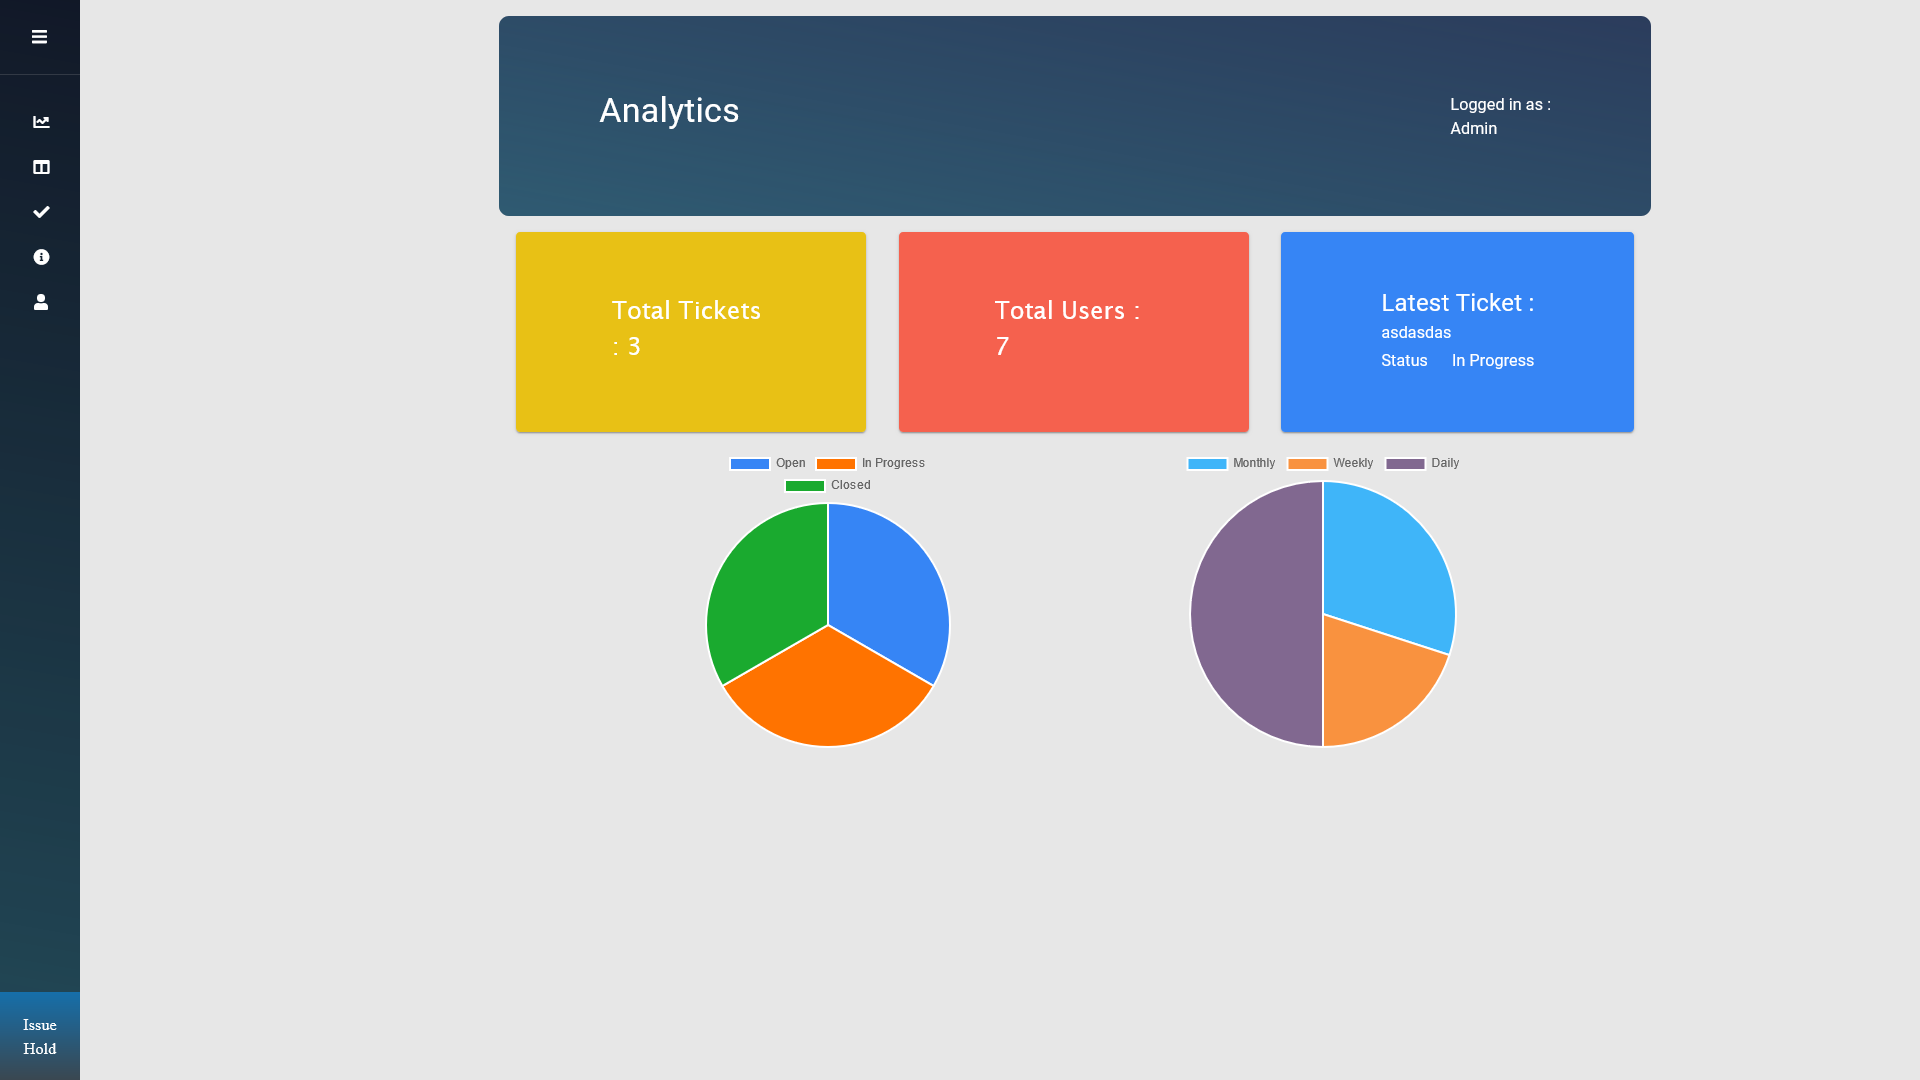 Analytics
Logged in as :
Admin
Total Tickets
: 3
Total Users :
7
Latest Ticket :
asdasdas
Status In Progress
Open In Progress
Closed
Monthly Weekly Daily
Issue
Hold